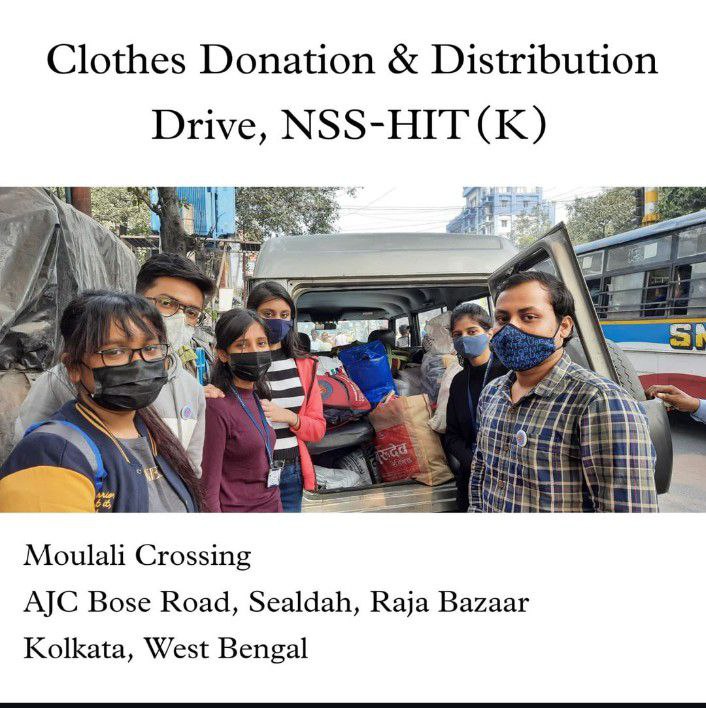 Clothes Donation & Distribution
Drive, NSS-HIT(K)
SN
रूदेव
Moulali Crossing
AJC Bose Road, Sealdah, Raja Bazaar
Kolkata, West Bengal